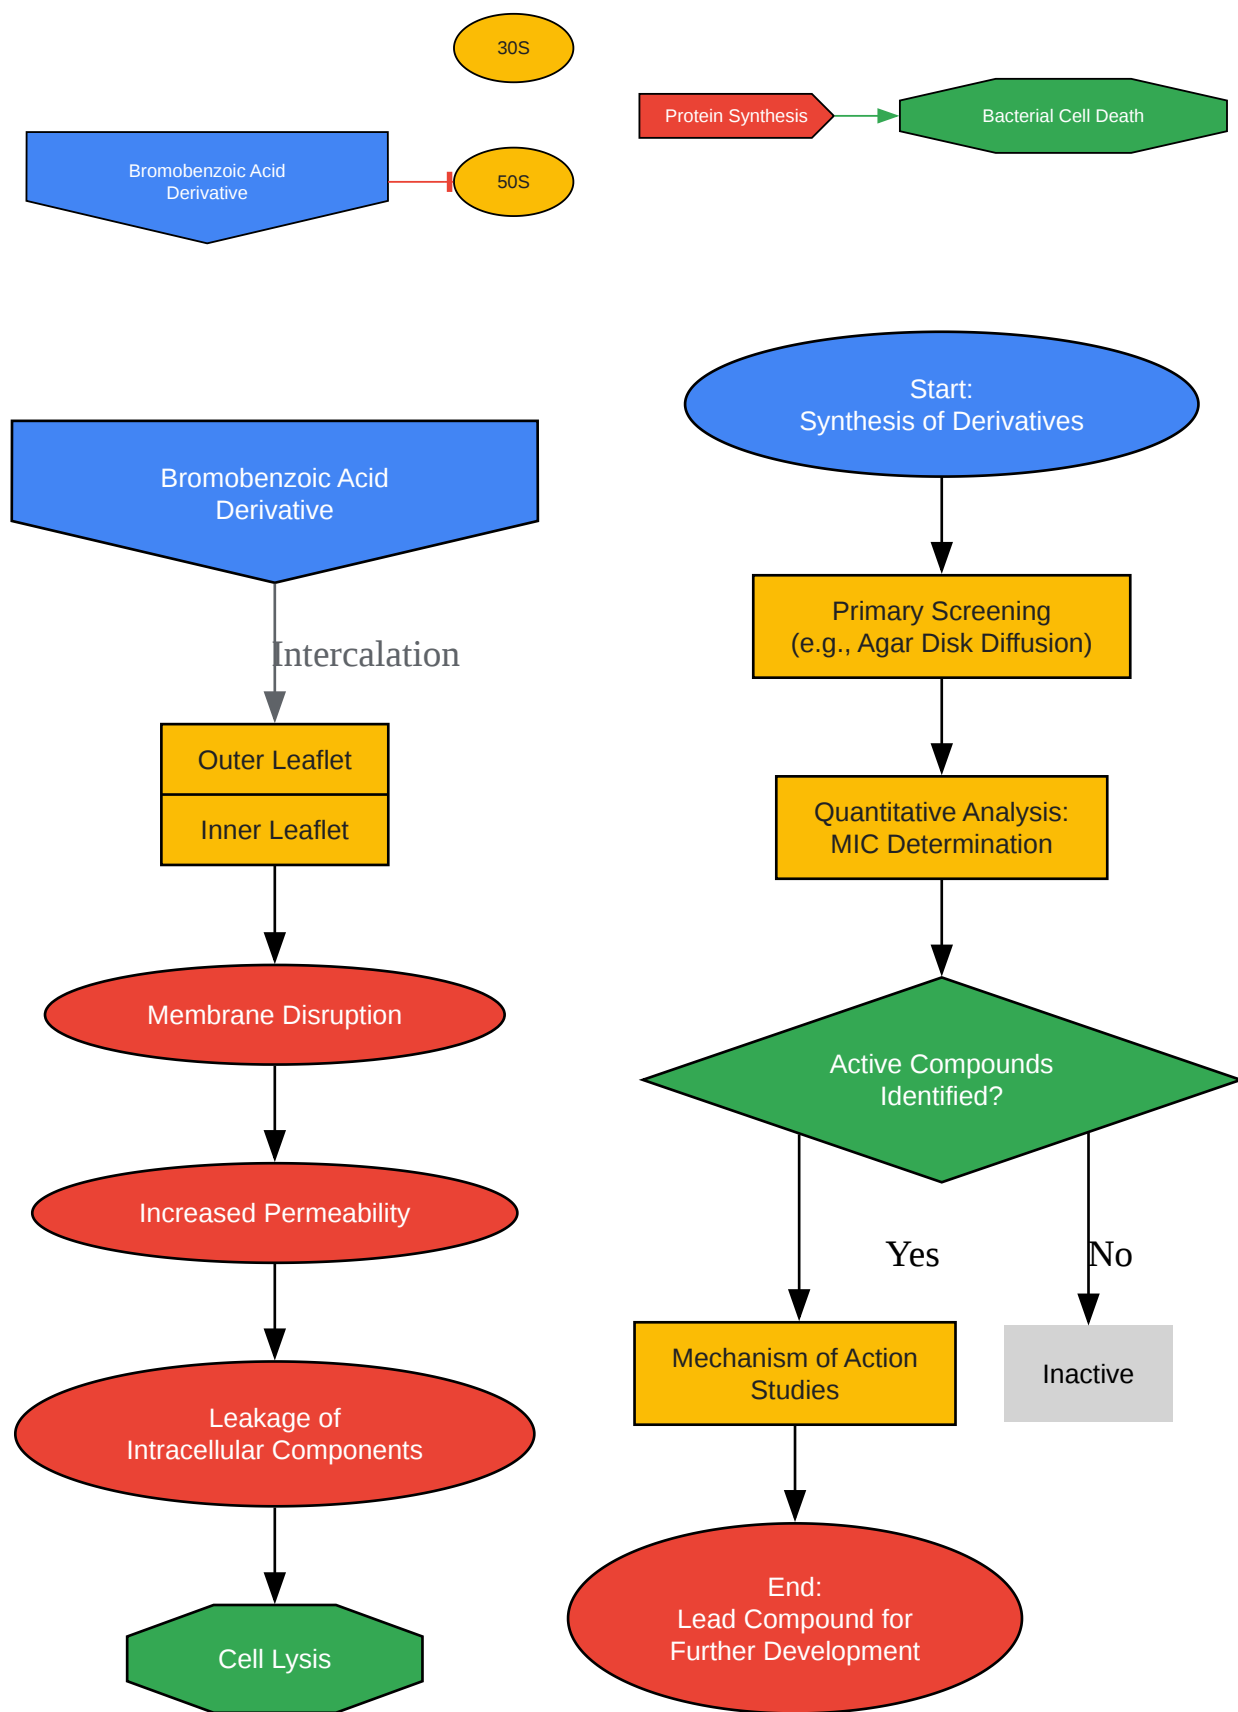 30S
Bromobenzoic Acid
Derivative
50S
Protein Synthesis
Bacterial Cell Death
Bromobenzoic Acid
Derivative
Intercalation
Outer Leaflet
Inner Leaflet
Membrane Disruption
Increased Permeability
Leakage of
Intracellular Components
Cell Lysis
Start:
Synthesis of Derivatives
Primary Screening
(e.g., Agar Disk Diffusion)
Quantitative Analysis:
MIC Determination
Active Compounds
Identified?
Yes
No
Mechanism of Action
Studies
Inactive
End:
Lead Compound for
Further Development